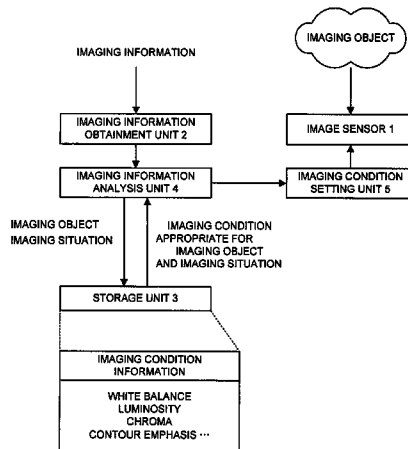 IMAGING INFORMATION
IMAGING OBJECT
IMAGING INFORMATION
OBTAINMENT UNIT 2
IMAGE SENSOR 1
IMAGING INFORMATION
ANALYSIS UNIT 4
IMAGING CONDITION
SETTING UNIT 5
IMAGING OBJECT
IMAGING SITUATION
IMAGING CONDITION
APPROPRIATE FOR
IMAGING OBJECT
AND IMAGING SITUATION
STORAGE UNIT 3
IMAGING CONDITION
INFORMATION
WHITE BALANCE
LUMINOSITY
CHROMA
CONTOUR EMPHASIS ···